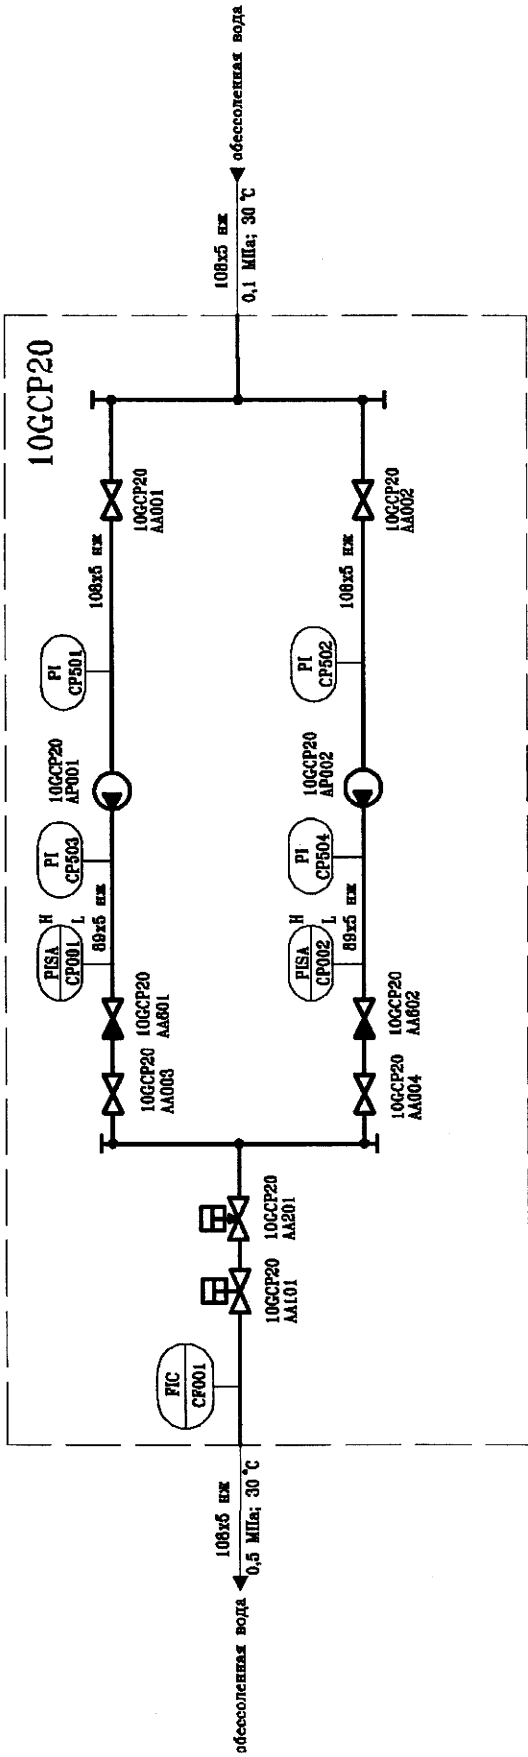 10GCP20
обессоленная вода
108x5 нж
0,5 МПа; 30 °C
FIC
CF001
10GCP20
AA101
10GCP20
AA201
10GCP20
AA003
10GCP20
AA601
PISA
CP001
H
L
89x5 нж
PI
CP503
10GCP20
AP001
PI
CP501
108x5 нж
10GCP20
AA001
10GCP20
AA004
10GCP20
AA602
PISA
CP002
H
L
89x5 нж
PI
CP504
10GCP20
AP002
PI
CP502
108x5 нж
10GCP20
AA002
108x5 нж
0,1 МПа; 30 °C
обессоленная вода